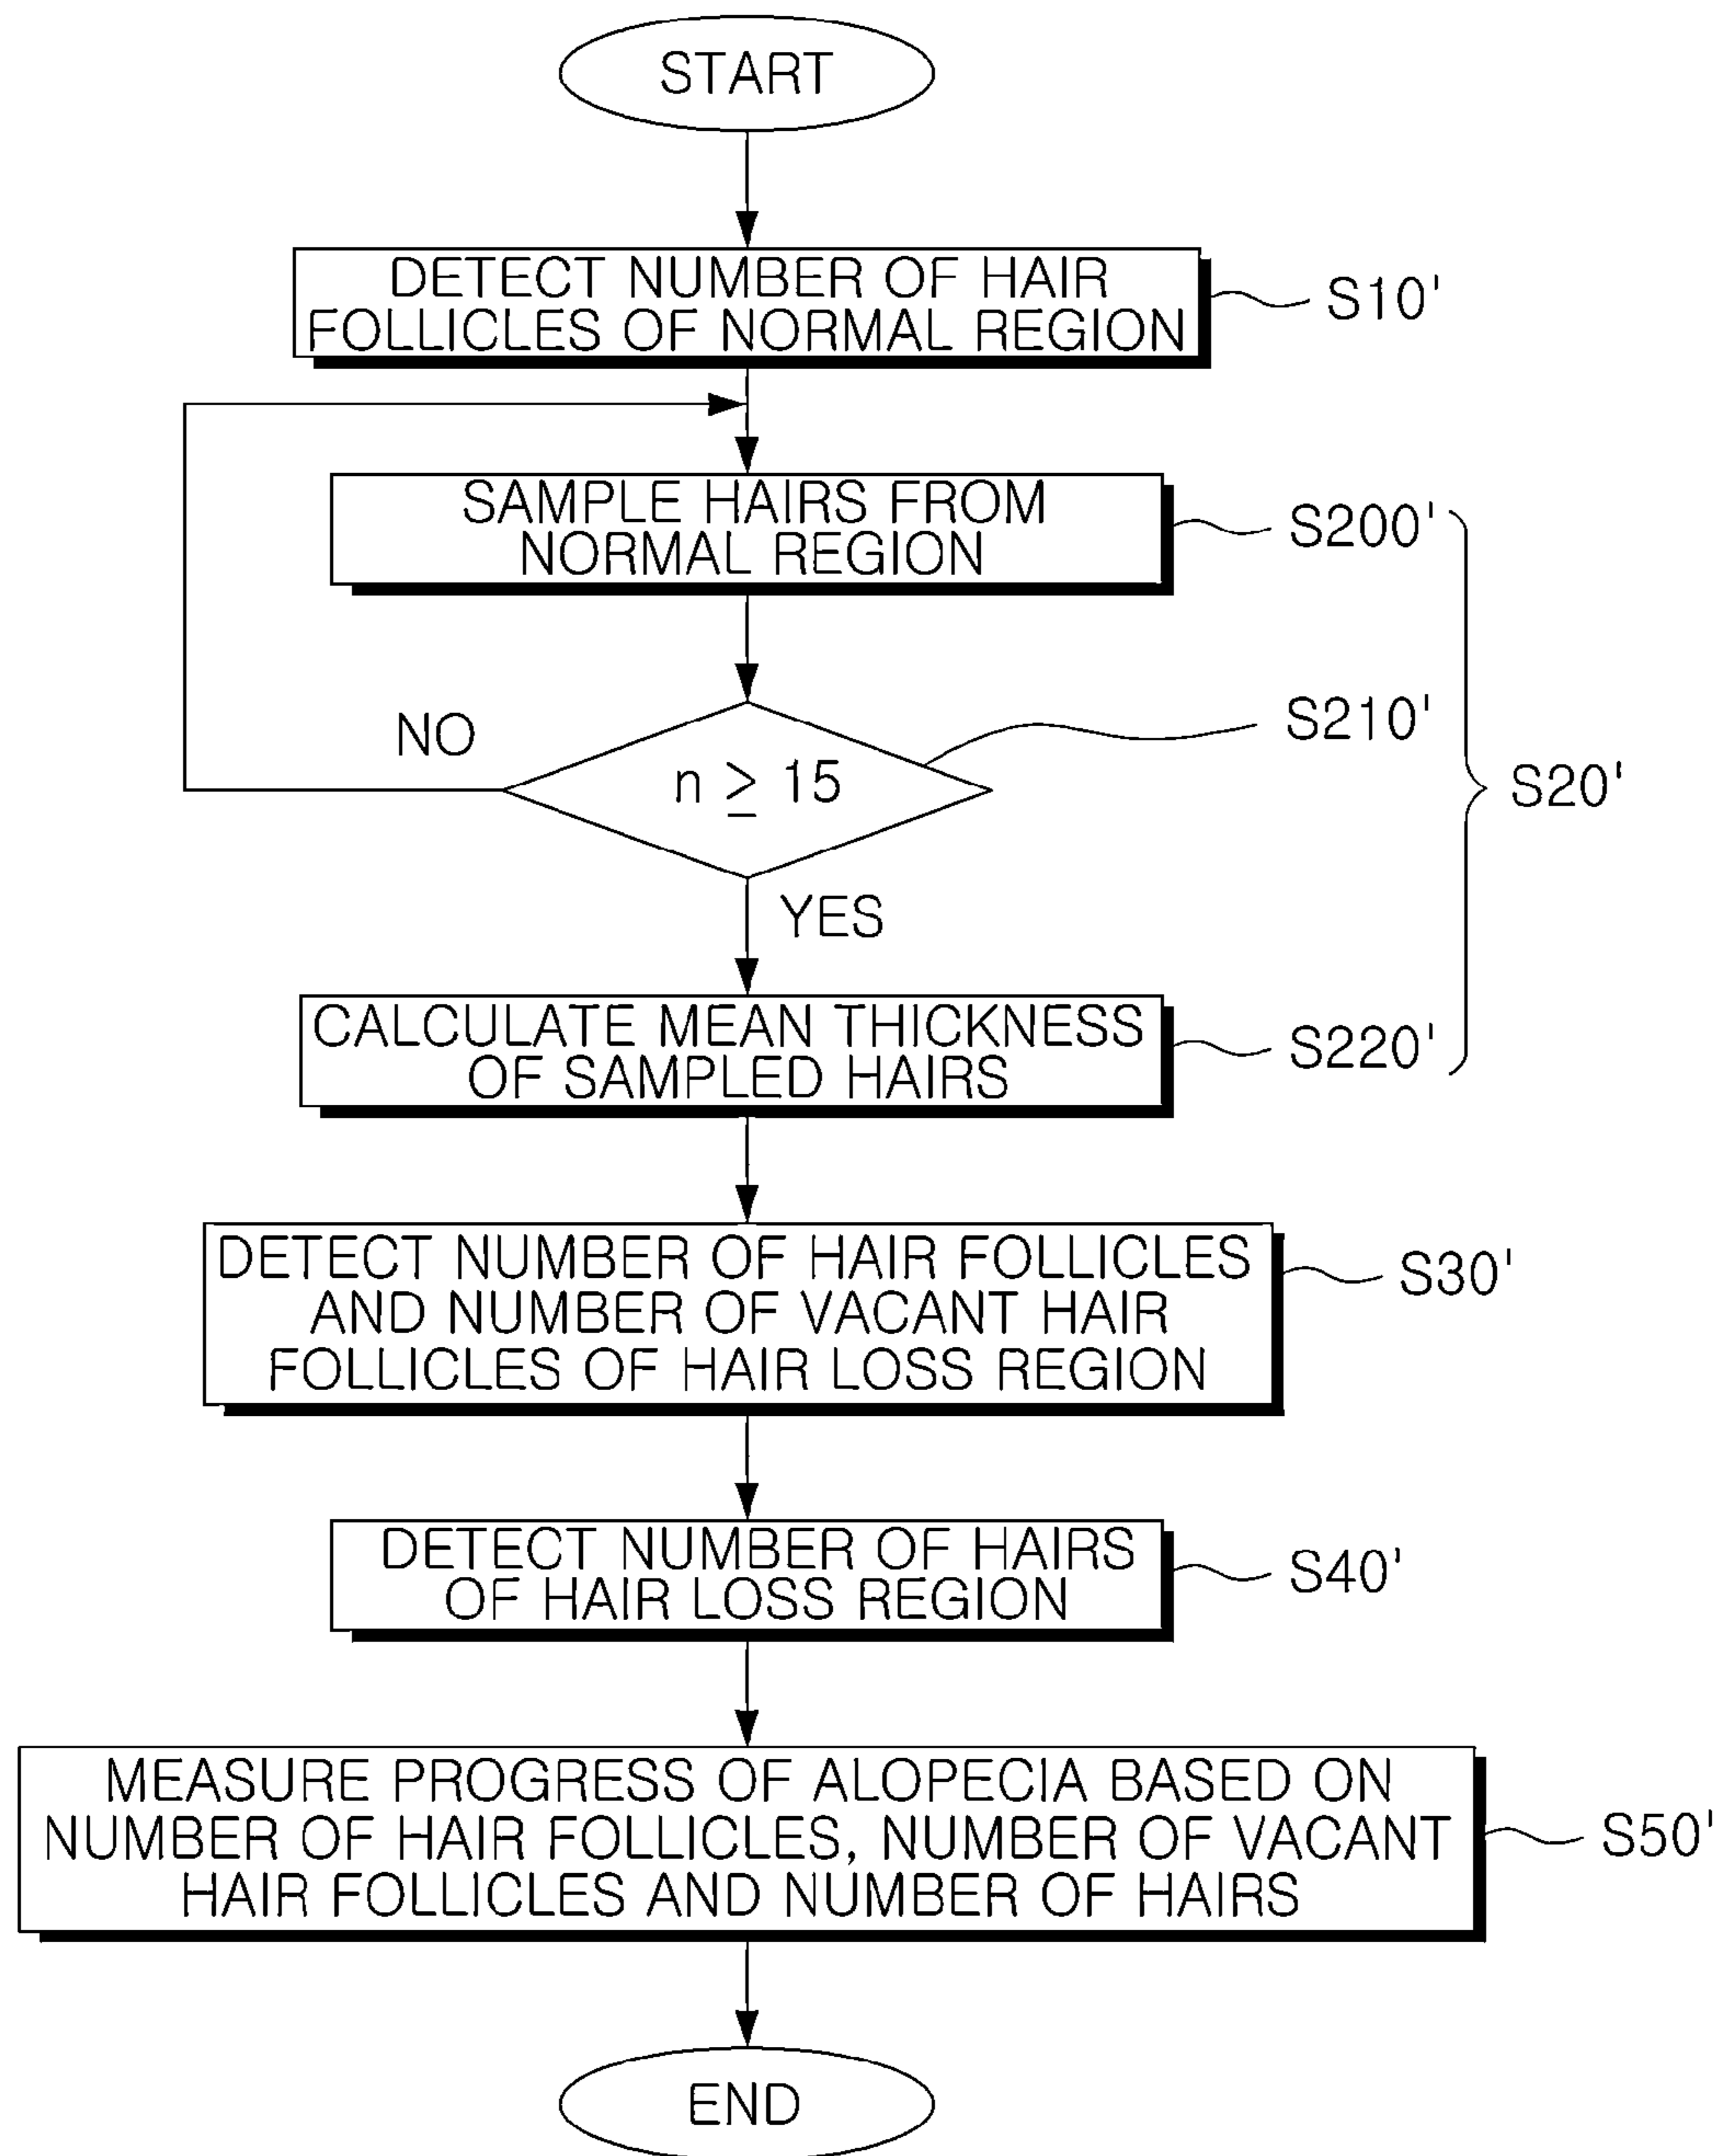 START
DETECT NUMBER OF HAIR
FOLLICLES OF NORMAL REGION
S10'
SAMPLE HAIRS FROM
NORMAL REGION
S200'
NO
n ≥ 15
S210'
S20'
YES
CALCULATE MEAN THICKNESS
OF SAMPLED HAIRS
S220'
DETECT NUMBER OF HAIR FOLLICLES
AND NUMBER OF VACANT HAIR
FOLLICLES OF HAIR LOSS REGION
S30'
DETECT NUMBER OF HAIRS
OF HAIR LOSS REGION
S40'
MEASURE PROGRESS OF ALOPECIA BASED ON
NUMBER OF HAIR FOLLICLES, NUMBER OF VACANT
HAIR FOLLICLES AND NUMBER OF HAIRS
S50'
END